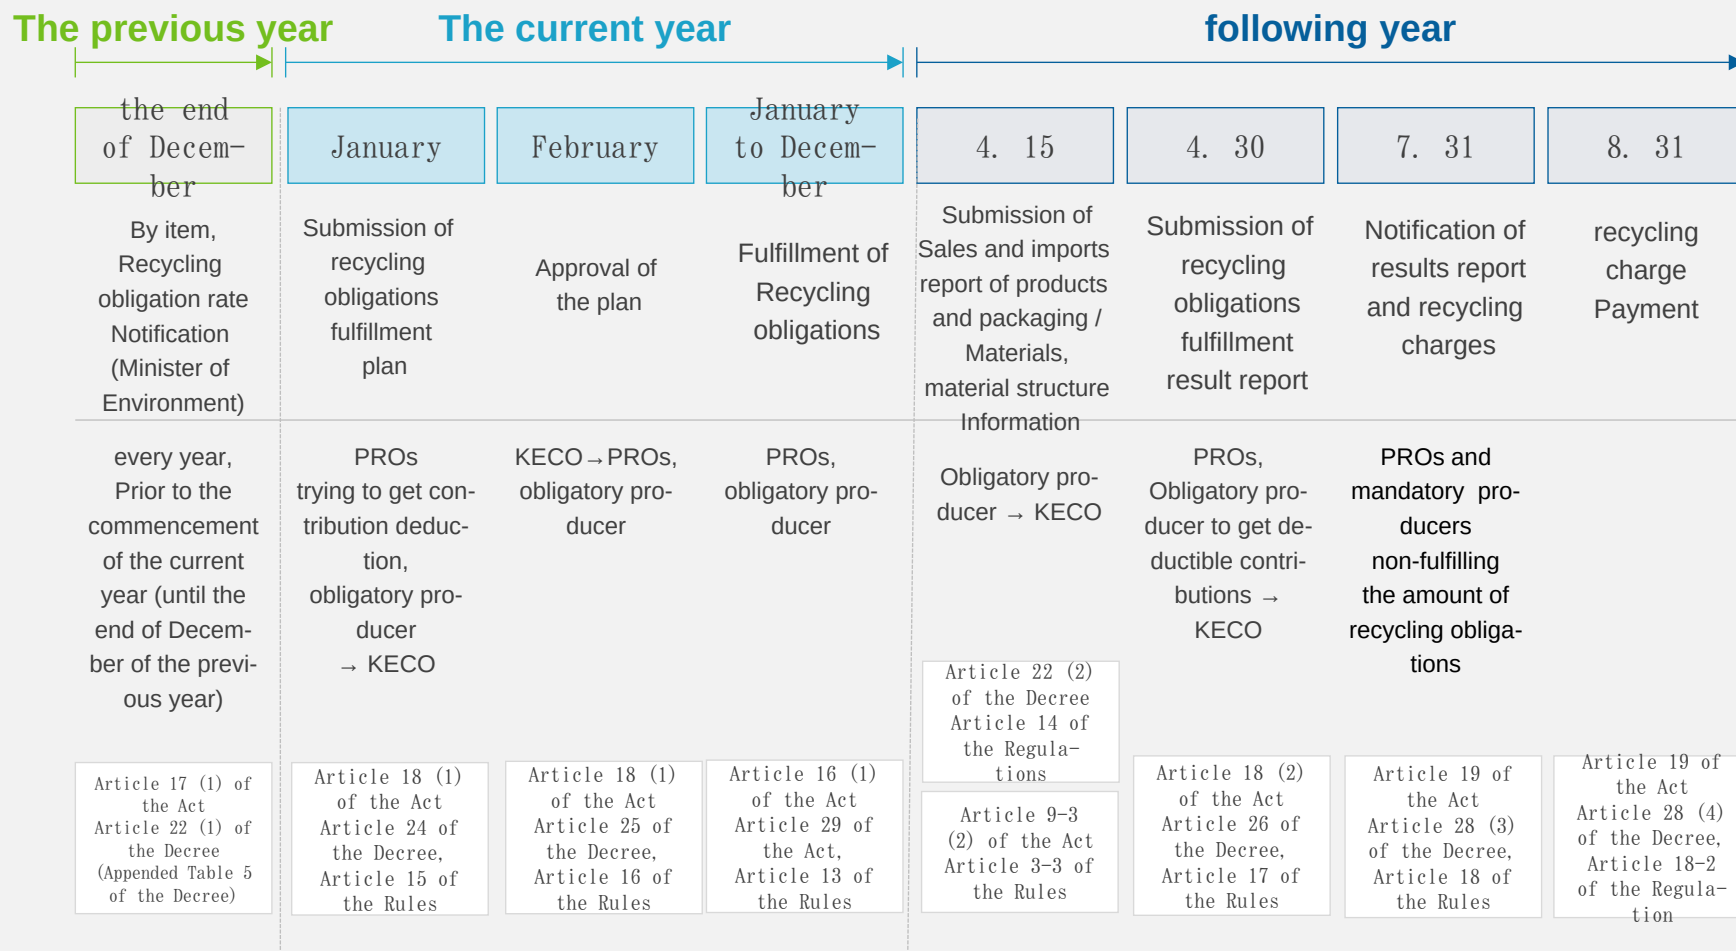 The previous year
The current year
following year
the end
of Decem-
ber
January
February
January
to Decem-
ber
4. 15
4. 30
7. 31
8. 31
By item,
Recycling
obligation rate
Notification
(Minister of
Environment)
Submission of
recycling
obligations
fulfillment
plan
Approval of
the plan
Fulfillment of
Recycling
obligations
Submission of
Sales and imports
report of products
and packaging /
Materials,
material structure
Information
Submission of
recycling
obligations
fulfillment
result report
Notification of
results report
and recycling
charges
recycling
charge
Payment
every year,
Prior to the
commencement
of the current
year (until the
end of Decem-
ber of the previ-
ous year)
PROs
trying to get con-
tribution deduc-
tion,
obligatory pro-
ducer
→ KECO
KECO→PROs,
obligatory pro-
ducer
PROs,
obligatory pro-
ducer
Obligatory pro-
ducer → KECO
PROs,
Obligatory pro-
ducer to get de-
ductible contri-
butions →
KECO
PROs and
mandatory pro-
ducers
non-fulfilling
the amount of
recycling obliga-
tions
Article 17 (1) of
the Act
Article 22 (1) of
the Decree
(Appended Table 5
of the Decree)
Article 18 (1)
of the Act
Article 24 of
the Decree,
Article 15 of
the Rules
Article 18 (1)
of the Act
Article 25 of
the Decree,
Article 16 of
the Rules
Article 16 (1)
of the Act
Article 29 of
the Act,
Article 13 of
the Rules
Article 22 (2)
of the Decree
Article 14 of
the Regula-
tions
Article 9-3
(2) of the Act
Article 3-3 of
the Rules
Article 18 (2)
of the Act
Article 26 of
the Decree,
Article 17 of
the Rules
Article 19 of
the Act
Article 28 (3)
of the Decree,
Article 18 of
the Rules
Article 19 of
the Act
Article 28 (4)
of the Decree,
Article 18-2
of the Regula-
tion